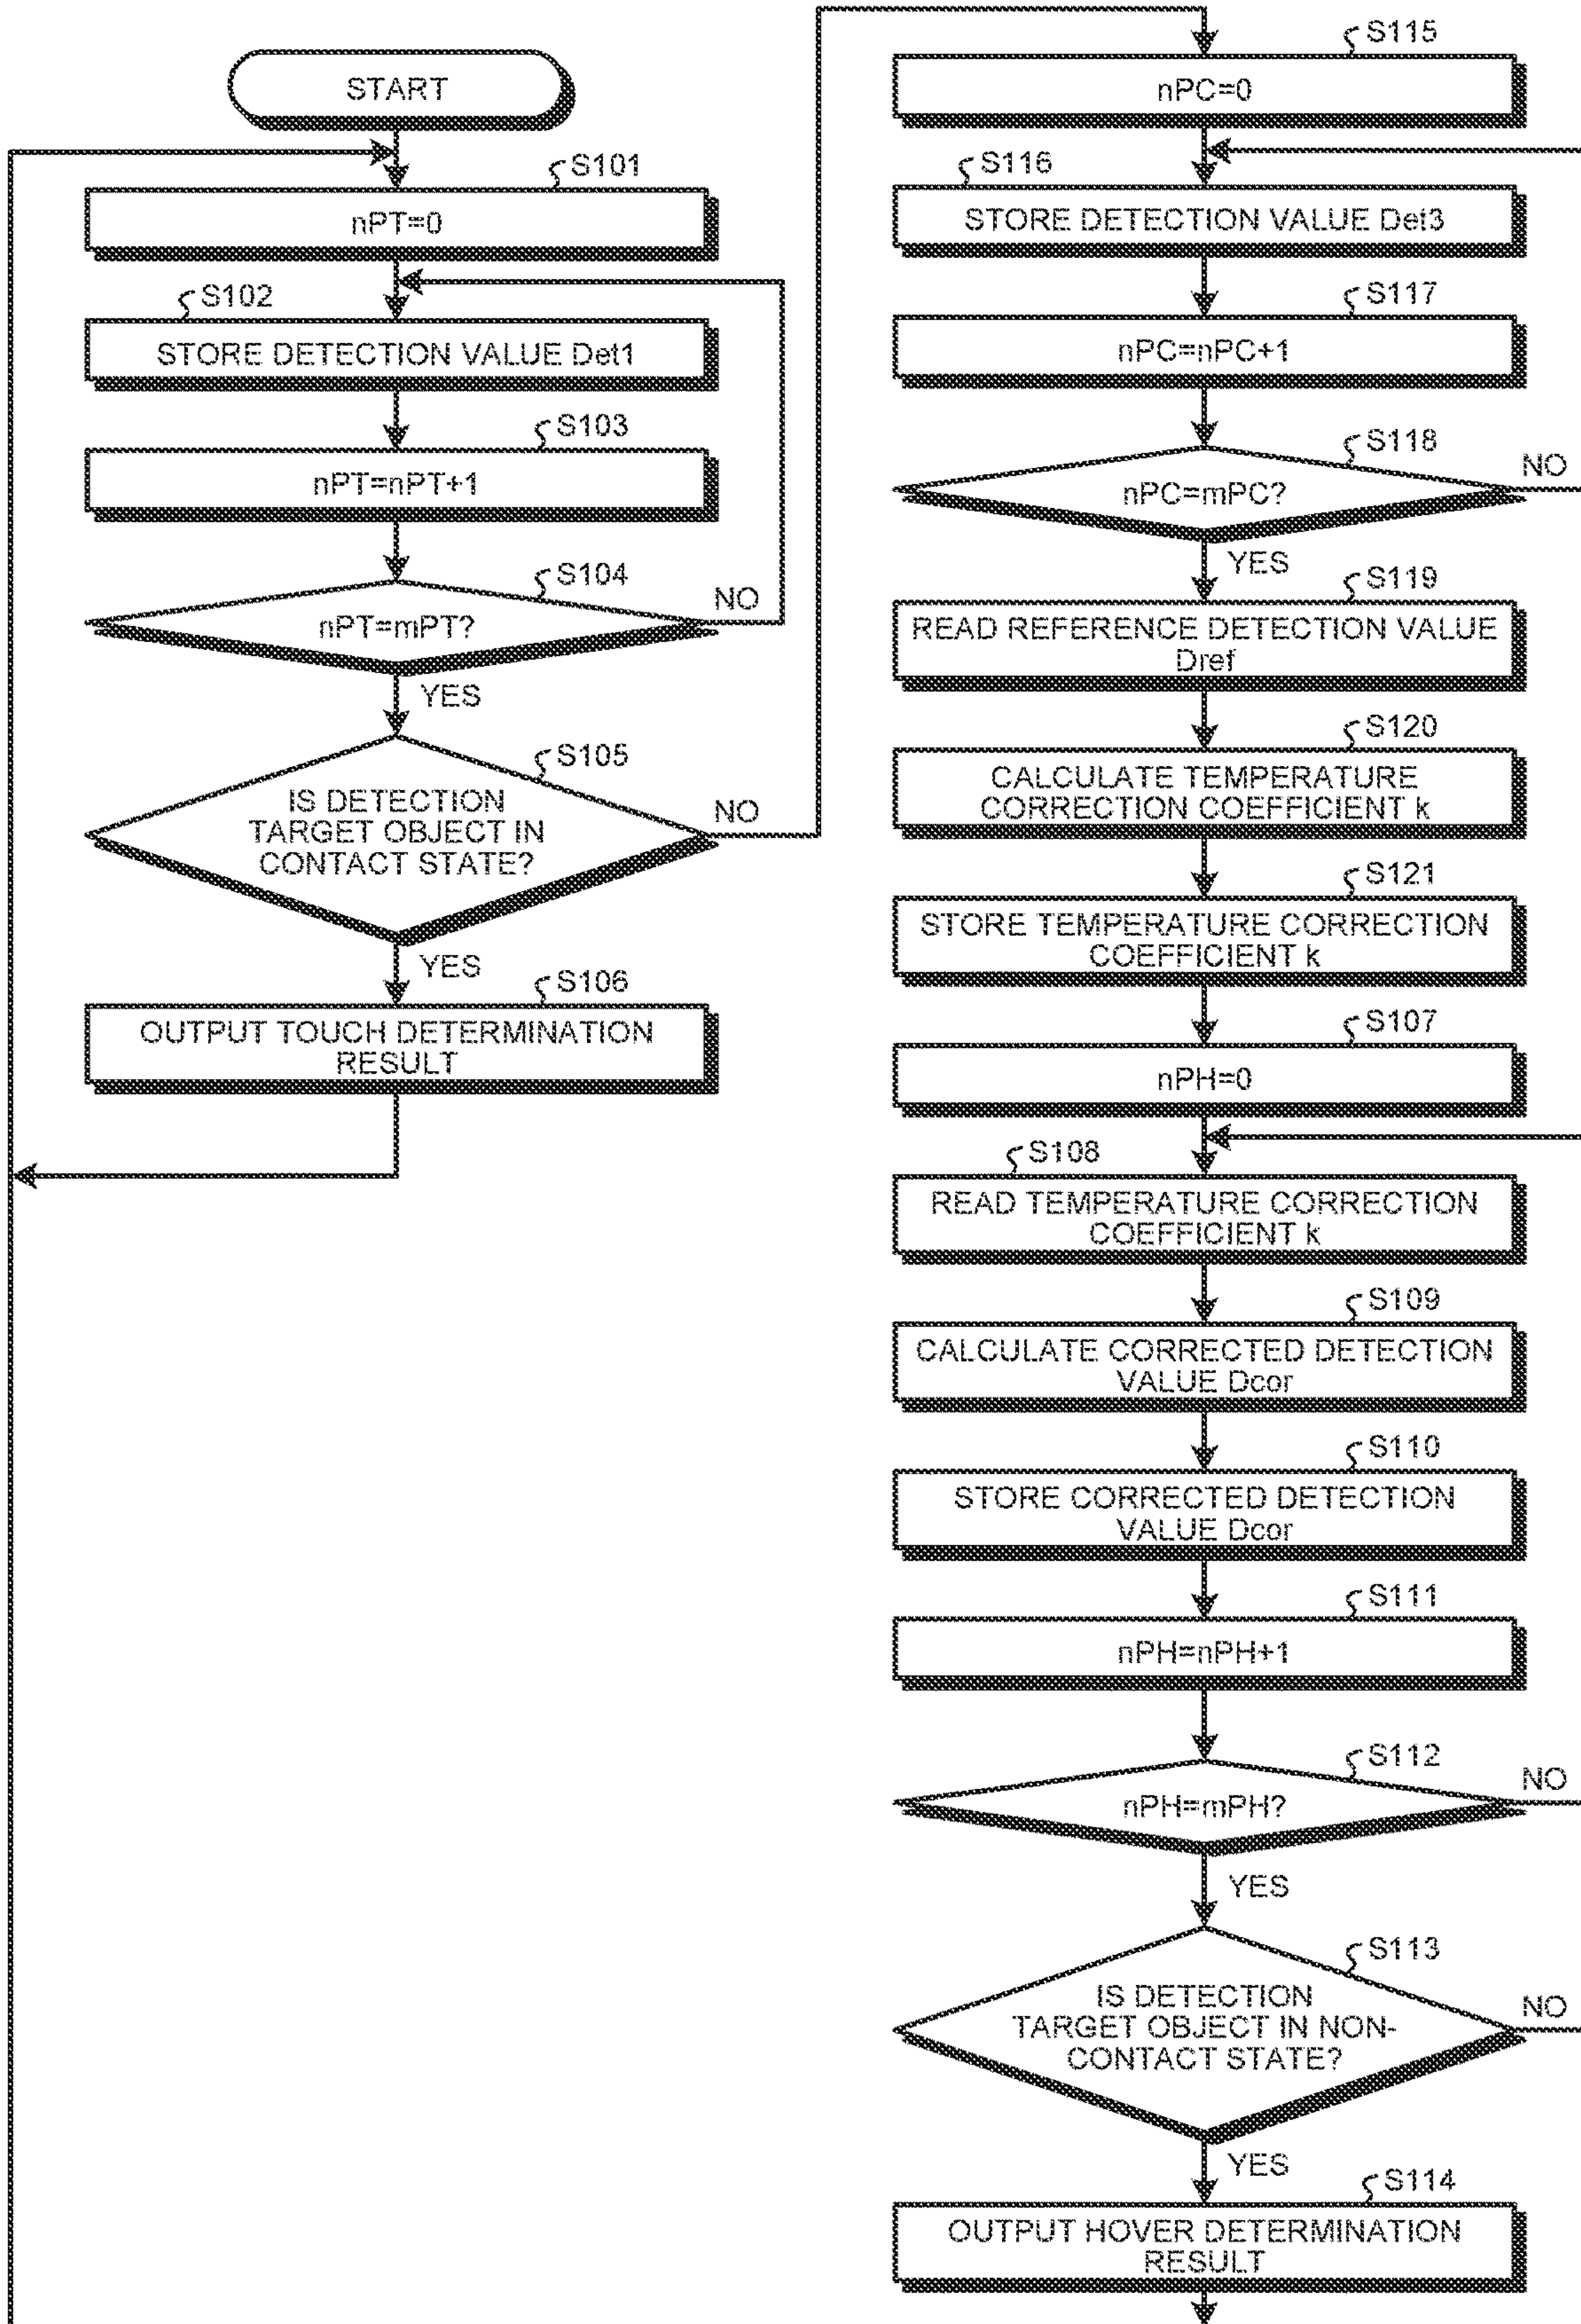 START
S101
nPT=0
S102
STORE DETECTION VALUE Det1
S103
nPT=nPT+1
S104
nPT=mPT?
NO
YES
S105
IS DETECTION
TARGET OBJECT IN
CONTACT STATE?
NO
YES
S106
OUTPUT TOUCH DETERMINATION
RESULT
S115
nPC=0
S116
STORE DETECTION VALUE Det3
S117
nPC=nPC+1
S118
nPC=mPC?
NO
YES
S119
READ REFERENCE DETECTION VALUE
Dref
S120
CALCULATE TEMPERATURE
CORRECTION COEFFICIENT k
S121
STORE TEMPERATURE CORRECTION
COEFFICIENT k
S107
nPH=0
S108
READ TEMPERATURE CORRECTION
COEFFICIENT k
S109
CALCULATE CORRECTED DETECTION
VALUE Dcor
S110
STORE CORRECTED DETECTION
VALUE Dcor
S111
nPH=nPH+1
S112
nPH=mPH?
NO
YES
S113
IS DETECTION
TARGET OBJECT IN NON-
CONTACT STATE?
NO
YES
S114
OUTPUT HOVER DETERMINATION
RESULT